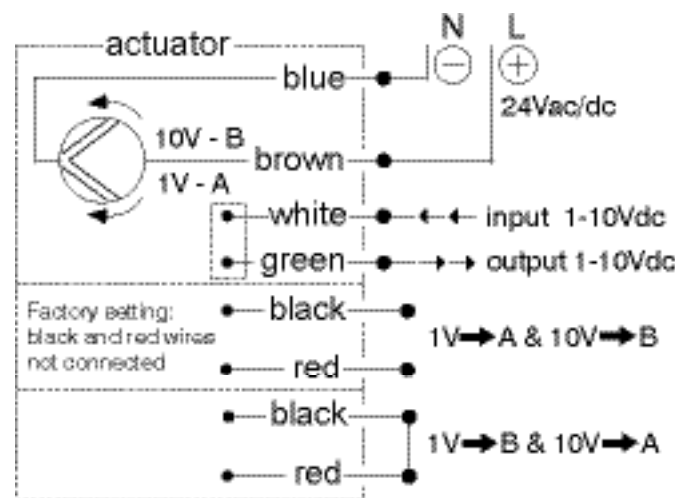 N L
actuator
blue
24Vac/dc
10V - B
brown
1V - A
white input 1-10Vdc
green output 1-10Vdc
Factory setting:
black and red wires
not connected
black
red
1V➡A & 10V➡B
black
red
1V➡B & 10V➡A